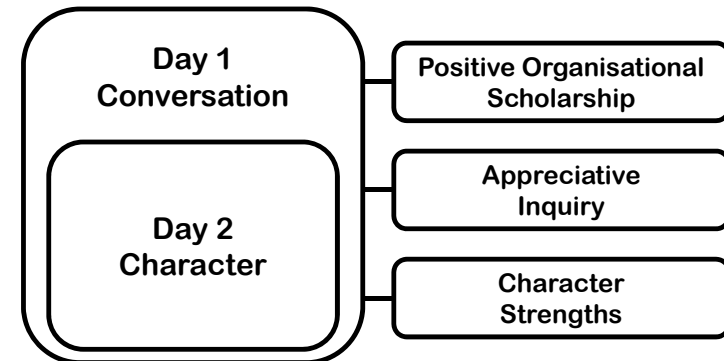 Day 1
Conversation
Day 2
Character
Positive Organisational
Scholarship
Appreciative
Inquiry
Character
Strengths